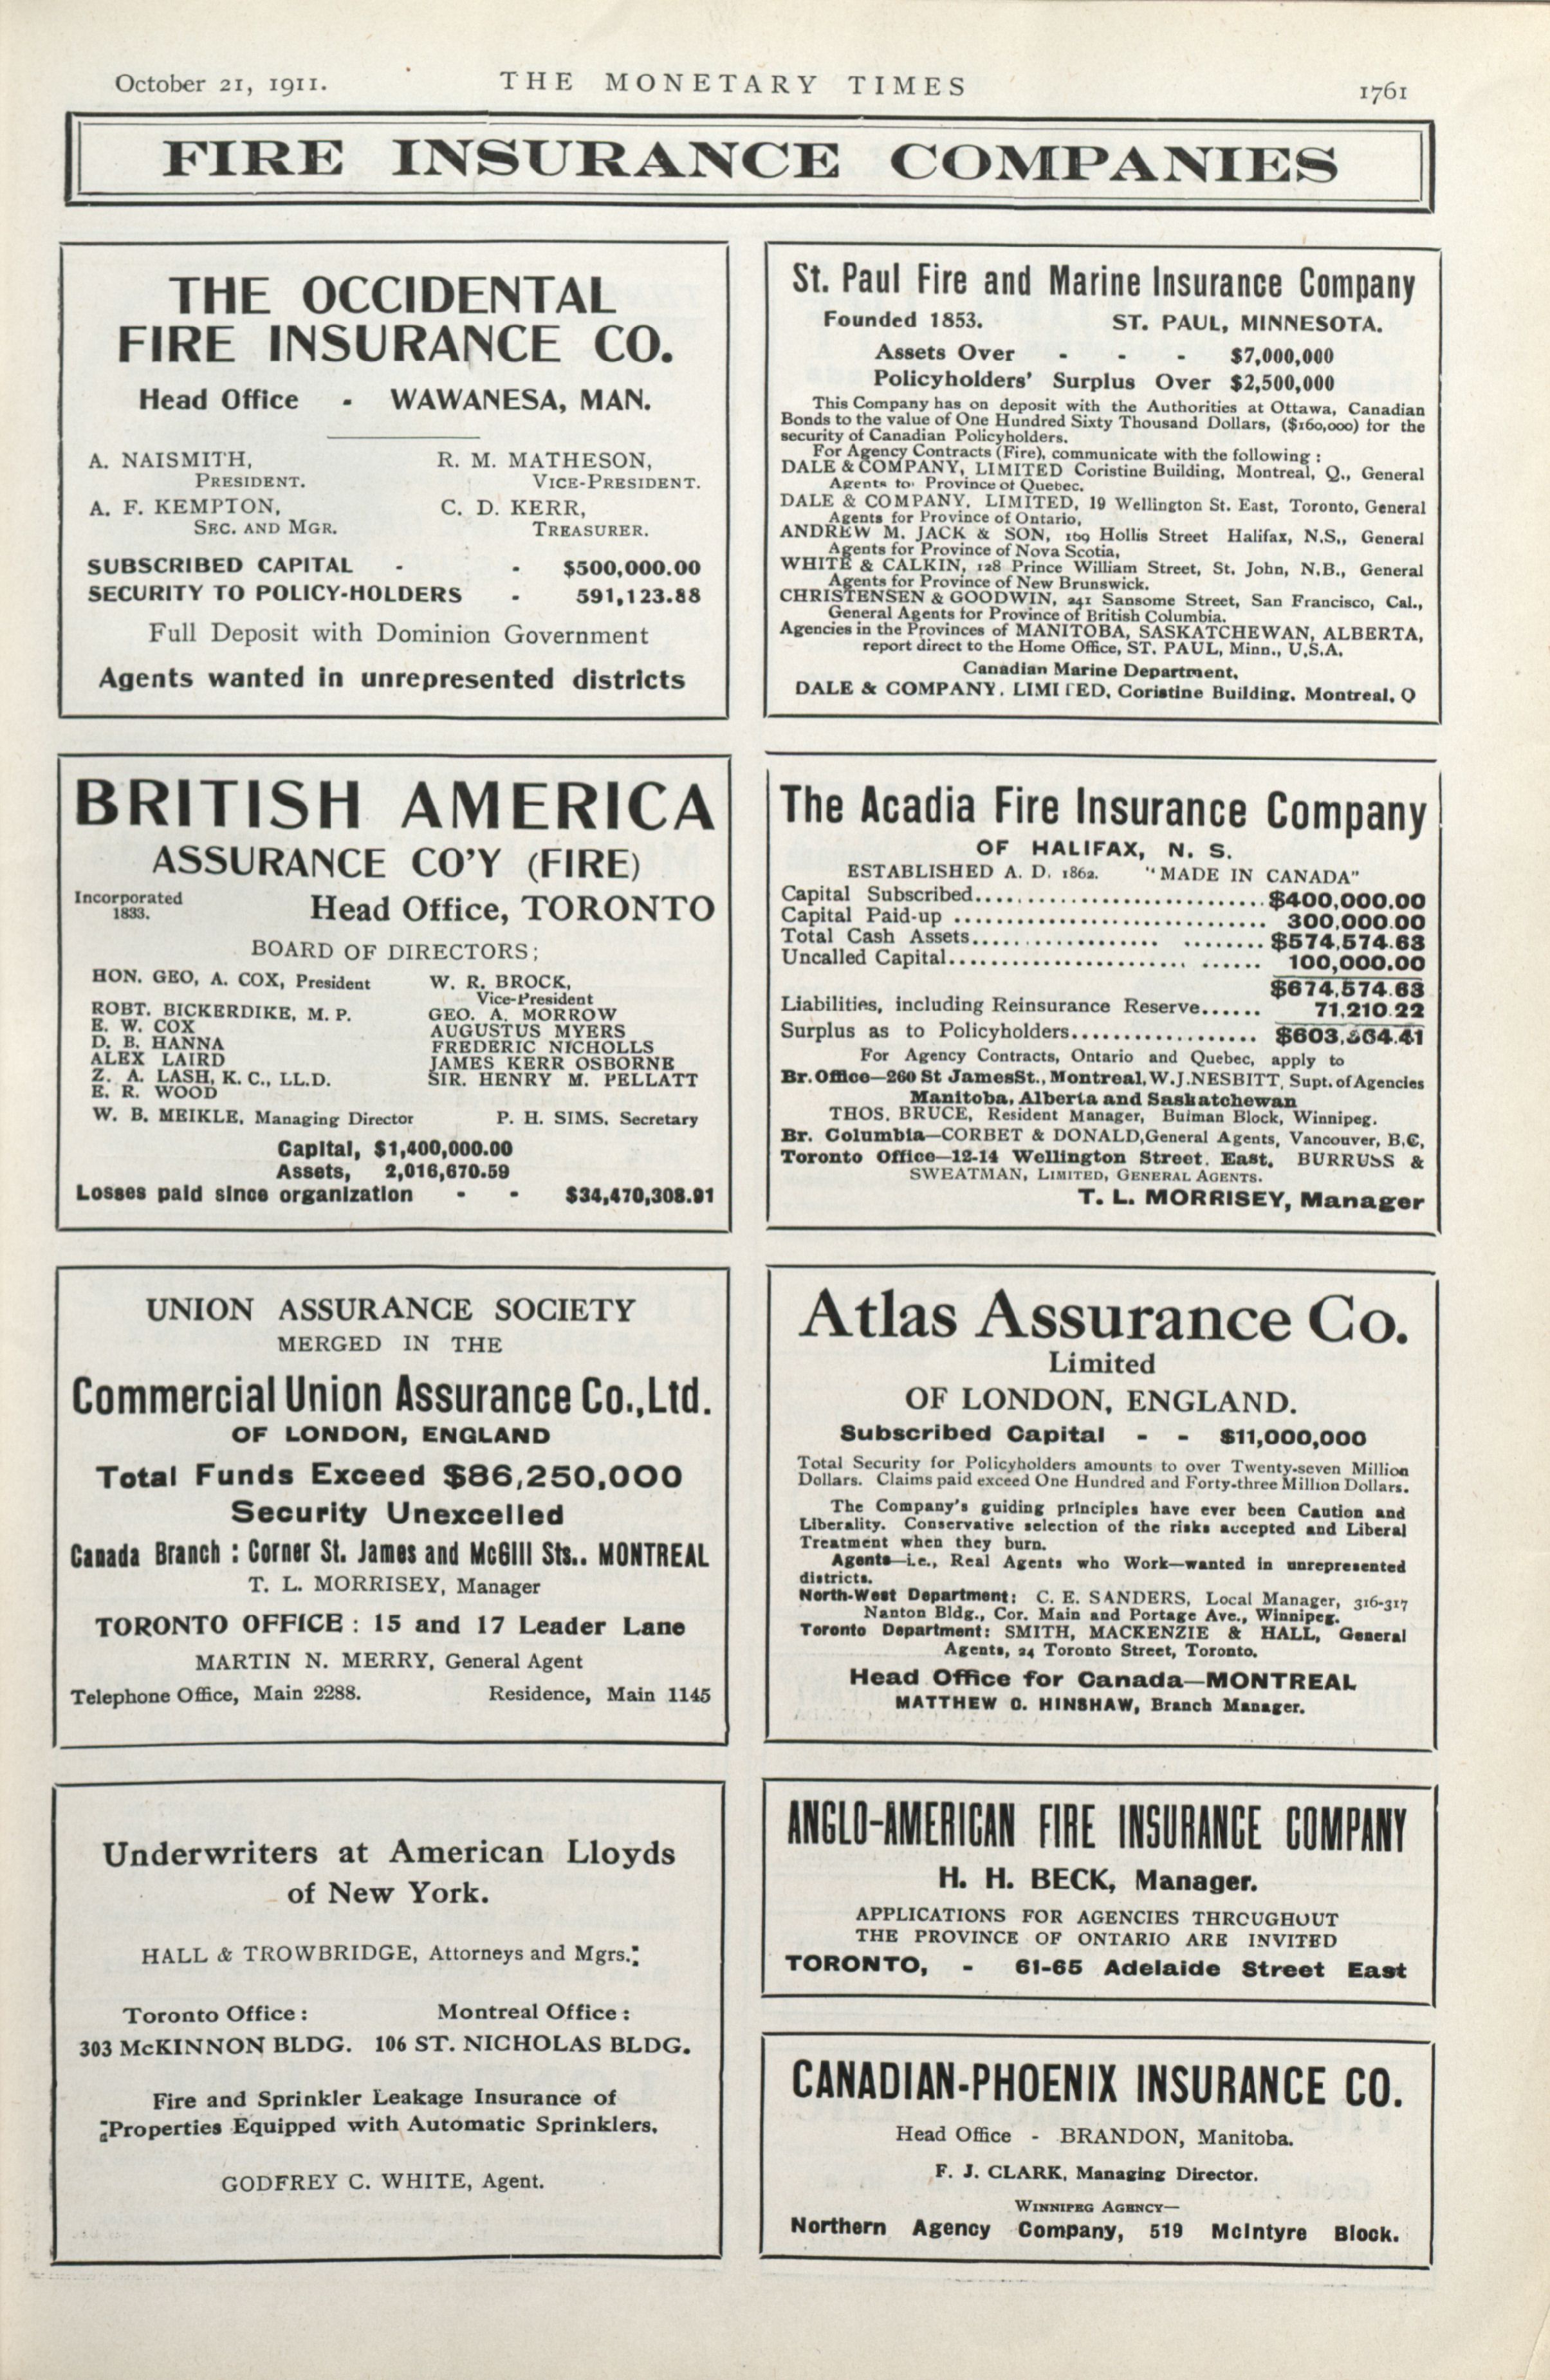 October 21, 1911.
THE MONETARY TIMES
1761
FIRE INSURANCE COMPANIES
THE OCCIDENTAL
FIRE INSURANCE CO.
Head Office - WAWANESA, MAN.
A. NAISMITH, R. M. MATHESON,
PRESIDENT. VICE-PRESIDENT.
A. F. KEMPTON, C. D. KERR,
SEC. AND MGR. TREASURER.
SUBSCRIBED CAPITAL - - $500,000.00
SECURITY TO POLICY-HOLDERS - 591,123.88
Full Deposit with Dominion Government
Agents wanted in unrepresented districts
St. Paul Fire and Marine Insurance Company
Founded 1853. ST. PAUL, MINNESOTA.
Assets Over - - - $7,000,000
Policyholders' Surplus Over $2,500,000
This Company has on deposit with the Authorities at Ottawa, Canadian
Bonds to the value of One Hundred Sixty Thousand Dollars, ($160,000) for the
security of Canadian Policyholders.
For Agency Contracts (Fire), communicate with the following :
DALE & COMPANY, LIMITED Coristine Building, Montreal, Q., General
Agents for Province of Quebec.
DALE & COMPANY, LIMITED, 19 Wellington St. East, Toronto, General
Agents for Province of Ontario,
ANDREW M. JACK & SON, 169 Hollis Street Halifax, N.S., General
Agents for Province of Nova Scotia,
WHITE & CALKIN, 128 Prince William Street, St. John, N.B., General
Agents for Province of New Brunswick.
CHRISTENSEN & GOODWIN, 241 Sansome Street, San Francisco, Cal.,
General Agents for Province of British Columbia.
Agencies in the Provinces of MANITOBA, SASKATCHEWAN, ALBERTA,
report direct to the Home Office, ST. PAUL, Minn., U.S.A.
Canadian Marine Department.
DALE & COMPANY, LIMITED, Coristine Building, Montreal, Q
BRITISH AMERICA
ASSURANCE CO'Y (FIRE)
Incorporated
1833. Head Office, TORONTO
BOARD OF DIRECTORS;
HON. GEO, A. COX, President W. R. BROCK,
Vice-President
ROBT. BICKERDIKE, M. P. GEO. A. MORROW
E. W. COX AUGUSTUS MYERS
D. B. HANNA FREDERIC NICHOLLS
ALEX LAIRD JAMES KERR OSBORNE
Z. A. LASH, K. C., LL.D. SIR. HENRY M. PELLATT
E. R. WOOD
W. B. MEIKLE, Managing Director P. H. SIMS, Secretary
Capital, $1,400,000.00
Assets, 2,016,670.59
Losses paid since organization - - $34,470,308.91
The Acadia Fire Insurance Company
OF HALIFAX, N. S.
ESTABLISHED A. D. 1862. "MADE IN CANADA"
Capital Subscribed.............................. $400,000.00
Capital Paid-up .............................. 300,000.00
Total Cash Assets.............................. $574,574.63
Uncalled Capital.............................. 100,000.00
$674,574.63
Liabilities, including Reinsurance Reserve...... 71,210.22
Surplus as to Policyholders.................. $603,364.41
For Agency Contracts, Ontario and Quebec, apply to
Br. Office—260 St JamesSt., Montreal, W.J.NESBITT, Supt. of Agencies
Manitoba, Alberta and Saskatchewan
THOS. BRUCE, Resident Manager, Bulman Block, Winnipeg.
Br. Columbia—CORBET & DONALD, General Agents, Vancouver, B.C,
Toronto Office—12-14 Wellington Street, East, BURRUSS &
SWEATMAN, LIMITED, GENERAL AGENTS.
T. L. MORRISEY, Manager
UNION ASSURANCE SOCIETY
MERGED IN THE
Commercial Union Assurance Co., Ltd.
OF LONDON, ENGLAND
Total Funds Exceed $86,250,000
Security Unexcelled
Canada Branch : Corner St. James and McGill Sts.. MONTREAL
T. L. MORRISEY, Manager
TORONTO OFFICE : 15 and 17 Leader Lane
MARTIN N. MERRY, General Agent
Telephone Office, Main 2288. Residence, Main 1145
Atlas Assurance Co.
Limited
OF LONDON, ENGLAND.
Subscribed Capital - - $11,000,000
Total Security for Policyholders amounts to over Twenty-seven Million
Dollars. Claims paid exceed One Hundred and Forty-three Million Dollars.
The Company's guiding principles have ever been Caution and
Liberality. Conservative selection of the risks accepted and Liberal
Treatment when they burn.
Agents—i.e., Real Agents who Work—wanted in unrepresented
districts.
North-West Department: C. E. SANDERS, Local Manager, 316-317
Nanton Bldg., Cor. Main and Portage Ave., Winnipeg.
Toronto Department: SMITH, MACKENZIE & HALL, General
Agents, 24 Toronto Street, Toronto.
Head Office for Canada—MONTREAL
MATTHEW C. HINSHAW, Branch Manager.
Underwriters at American Lloyds
of New York.
HALL & TROWBRIDGE, Attorneys and Mgrs.:
Toronto Office : Montreal Office :
303 McKINNON BLDG. 106 ST. NICHOLAS BLDG.
Fire and Sprinkler Leakage Insurance of
Properties Equipped with Automatic Sprinklers.
GODFREY C. WHITE, Agent.
ANGLO-AMERICAN FIRE INSURANCE COMPANY
H. H. BECK, Manager.
APPLICATIONS FOR AGENCIES THROUGHOUT
THE PROVINCE OF ONTARIO ARE INVITED
TORONTO, - 61-65 Adelaide Street East
CANADIAN-PHOENIX INSURANCE CO.
Head Office - BRANDON, Manitoba.
F. J. CLARK, Managing Director.
WINNIPEG AGENCY—
Northern Agency Company, 519 McIntyre Block.